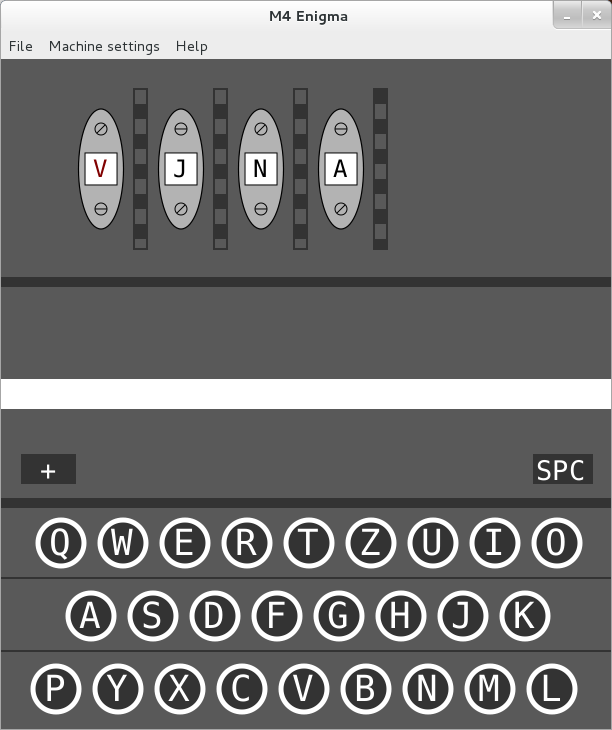 M4 Enigma
File Machine settings Help
V J N A
+ SPC
Q W E R T Z U I O
A S D F G H J K
P Y X C V B N M L